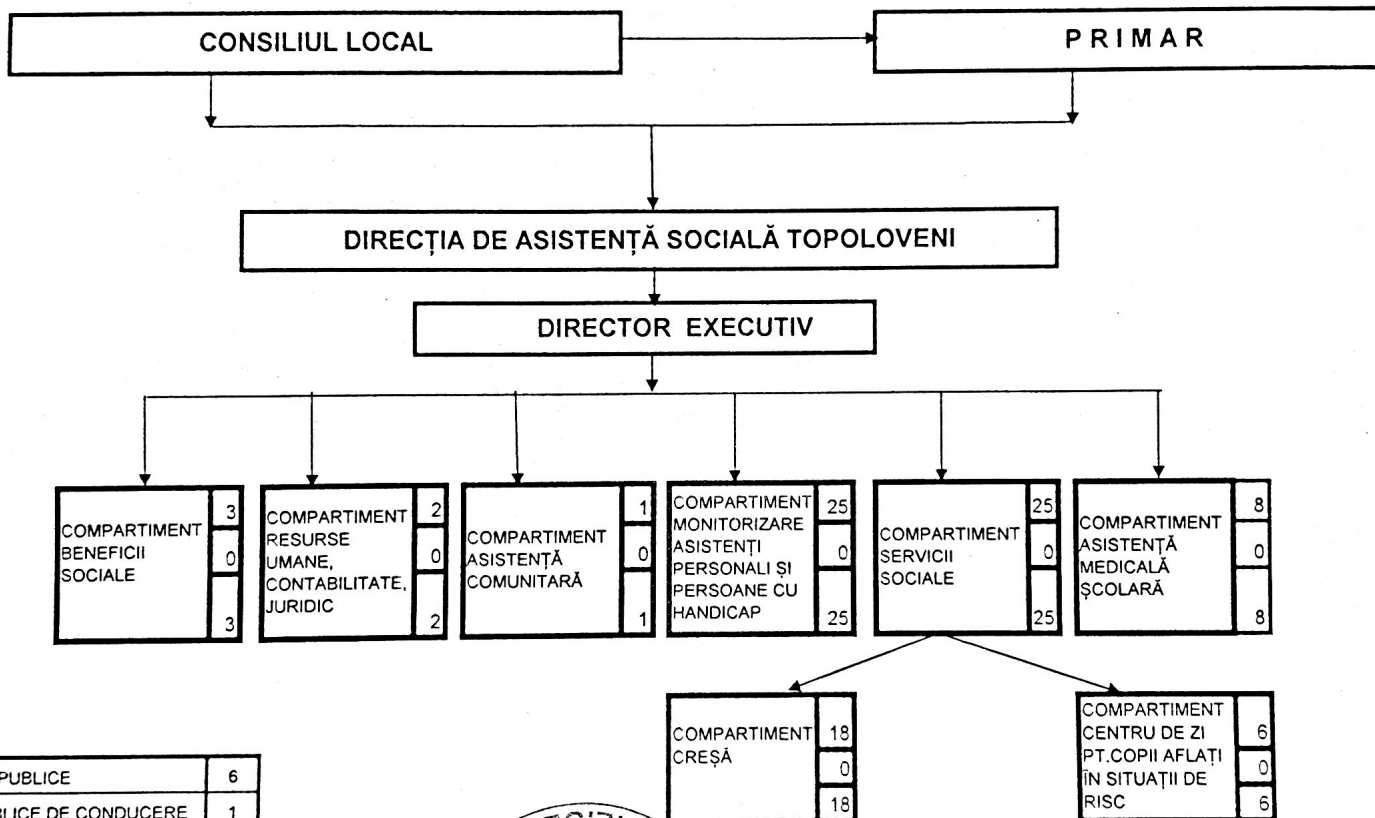 CONSILIUL LOCAL
PRIMAR
DIRECȚIA DE ASISTENȚĂ SOCIALĂ TOPOLOVENI
DIRECTOR EXECUTIV
COMPARTIMENT
BENEFICII
SOCIALE
3
0
3
COMPARTIMENT
RESURSE
UMANE,
CONTABILITATE,
JURIDIC
2
0
2
COMPARTIMENT
ASISTENȚĂ
COMUNITARĂ
1
0
1
COMPARTIMENT
MONITORIZARE
ASISTENȚI
PERSONALI ȘI
PERSOANE CU
HANDICAP
25
0
25
COMPARTIMENT
SERVICII
SOCIALE
25
0
25
COMPARTIMENT
ASISTENȚĂ
MEDICALĂ
ȘCOLARĂ
8
0
8
COMPARTIMENT
CREȘĂ
18
0
18
COMPARTIMENT
CENTRU DE ZI
PT.COPII AFLAȚI
ÎN SITUAȚII DE
RISC
6
0
6
PUBLICE 6
BLICE DE CONDUCERE 1